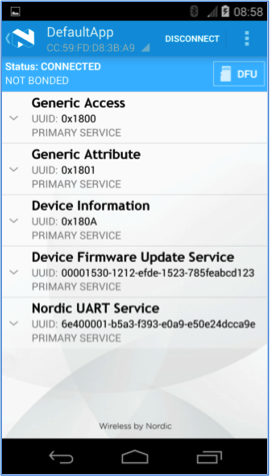 08:58
DefaultApp
CC:59:FD:D8:3B:A9
DISCONNECT
Status: CONNECTED
NOT BONDED
DFU
Generic Access
UUID: 0x1800
PRIMARY SERVICE
Generic Attribute
UUID: 0x1801
PRIMARY SERVICE
Device Information
UUID: 0x180A
PRIMARY SERVICE
Device Firmware Update Service
UUID: 00001530-1212-efde-1523-785feabcd123
PRIMARY SERVICE
Nordic UART Service
UUID: 6e400001-b5a3-f393-e0a9-e50e24dcca9e
PRIMARY SERVICE
Wireless by Nordic